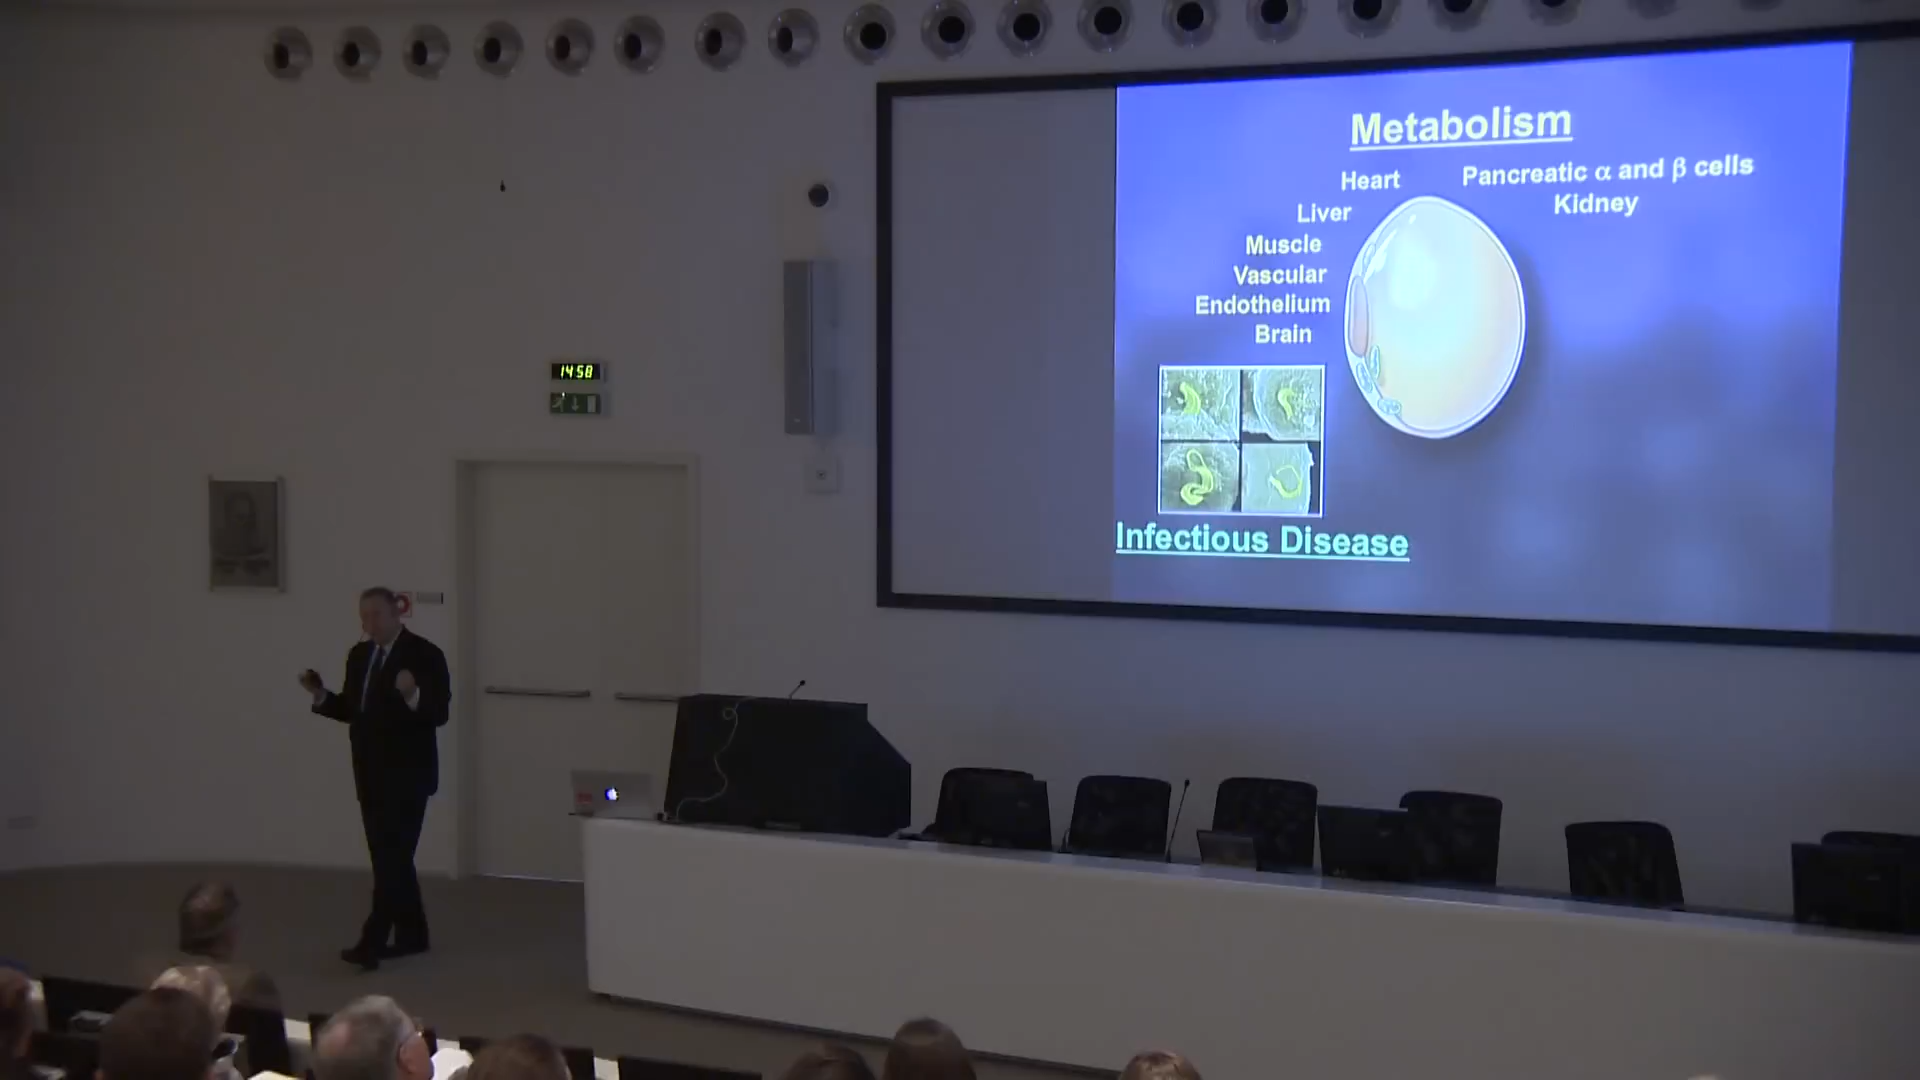 Metabolism
Heart
Pancreatic α and β cells
Liver
Kidney
Muscle
Vascular
Endothelium
Brain
Infectious Disease
14:58